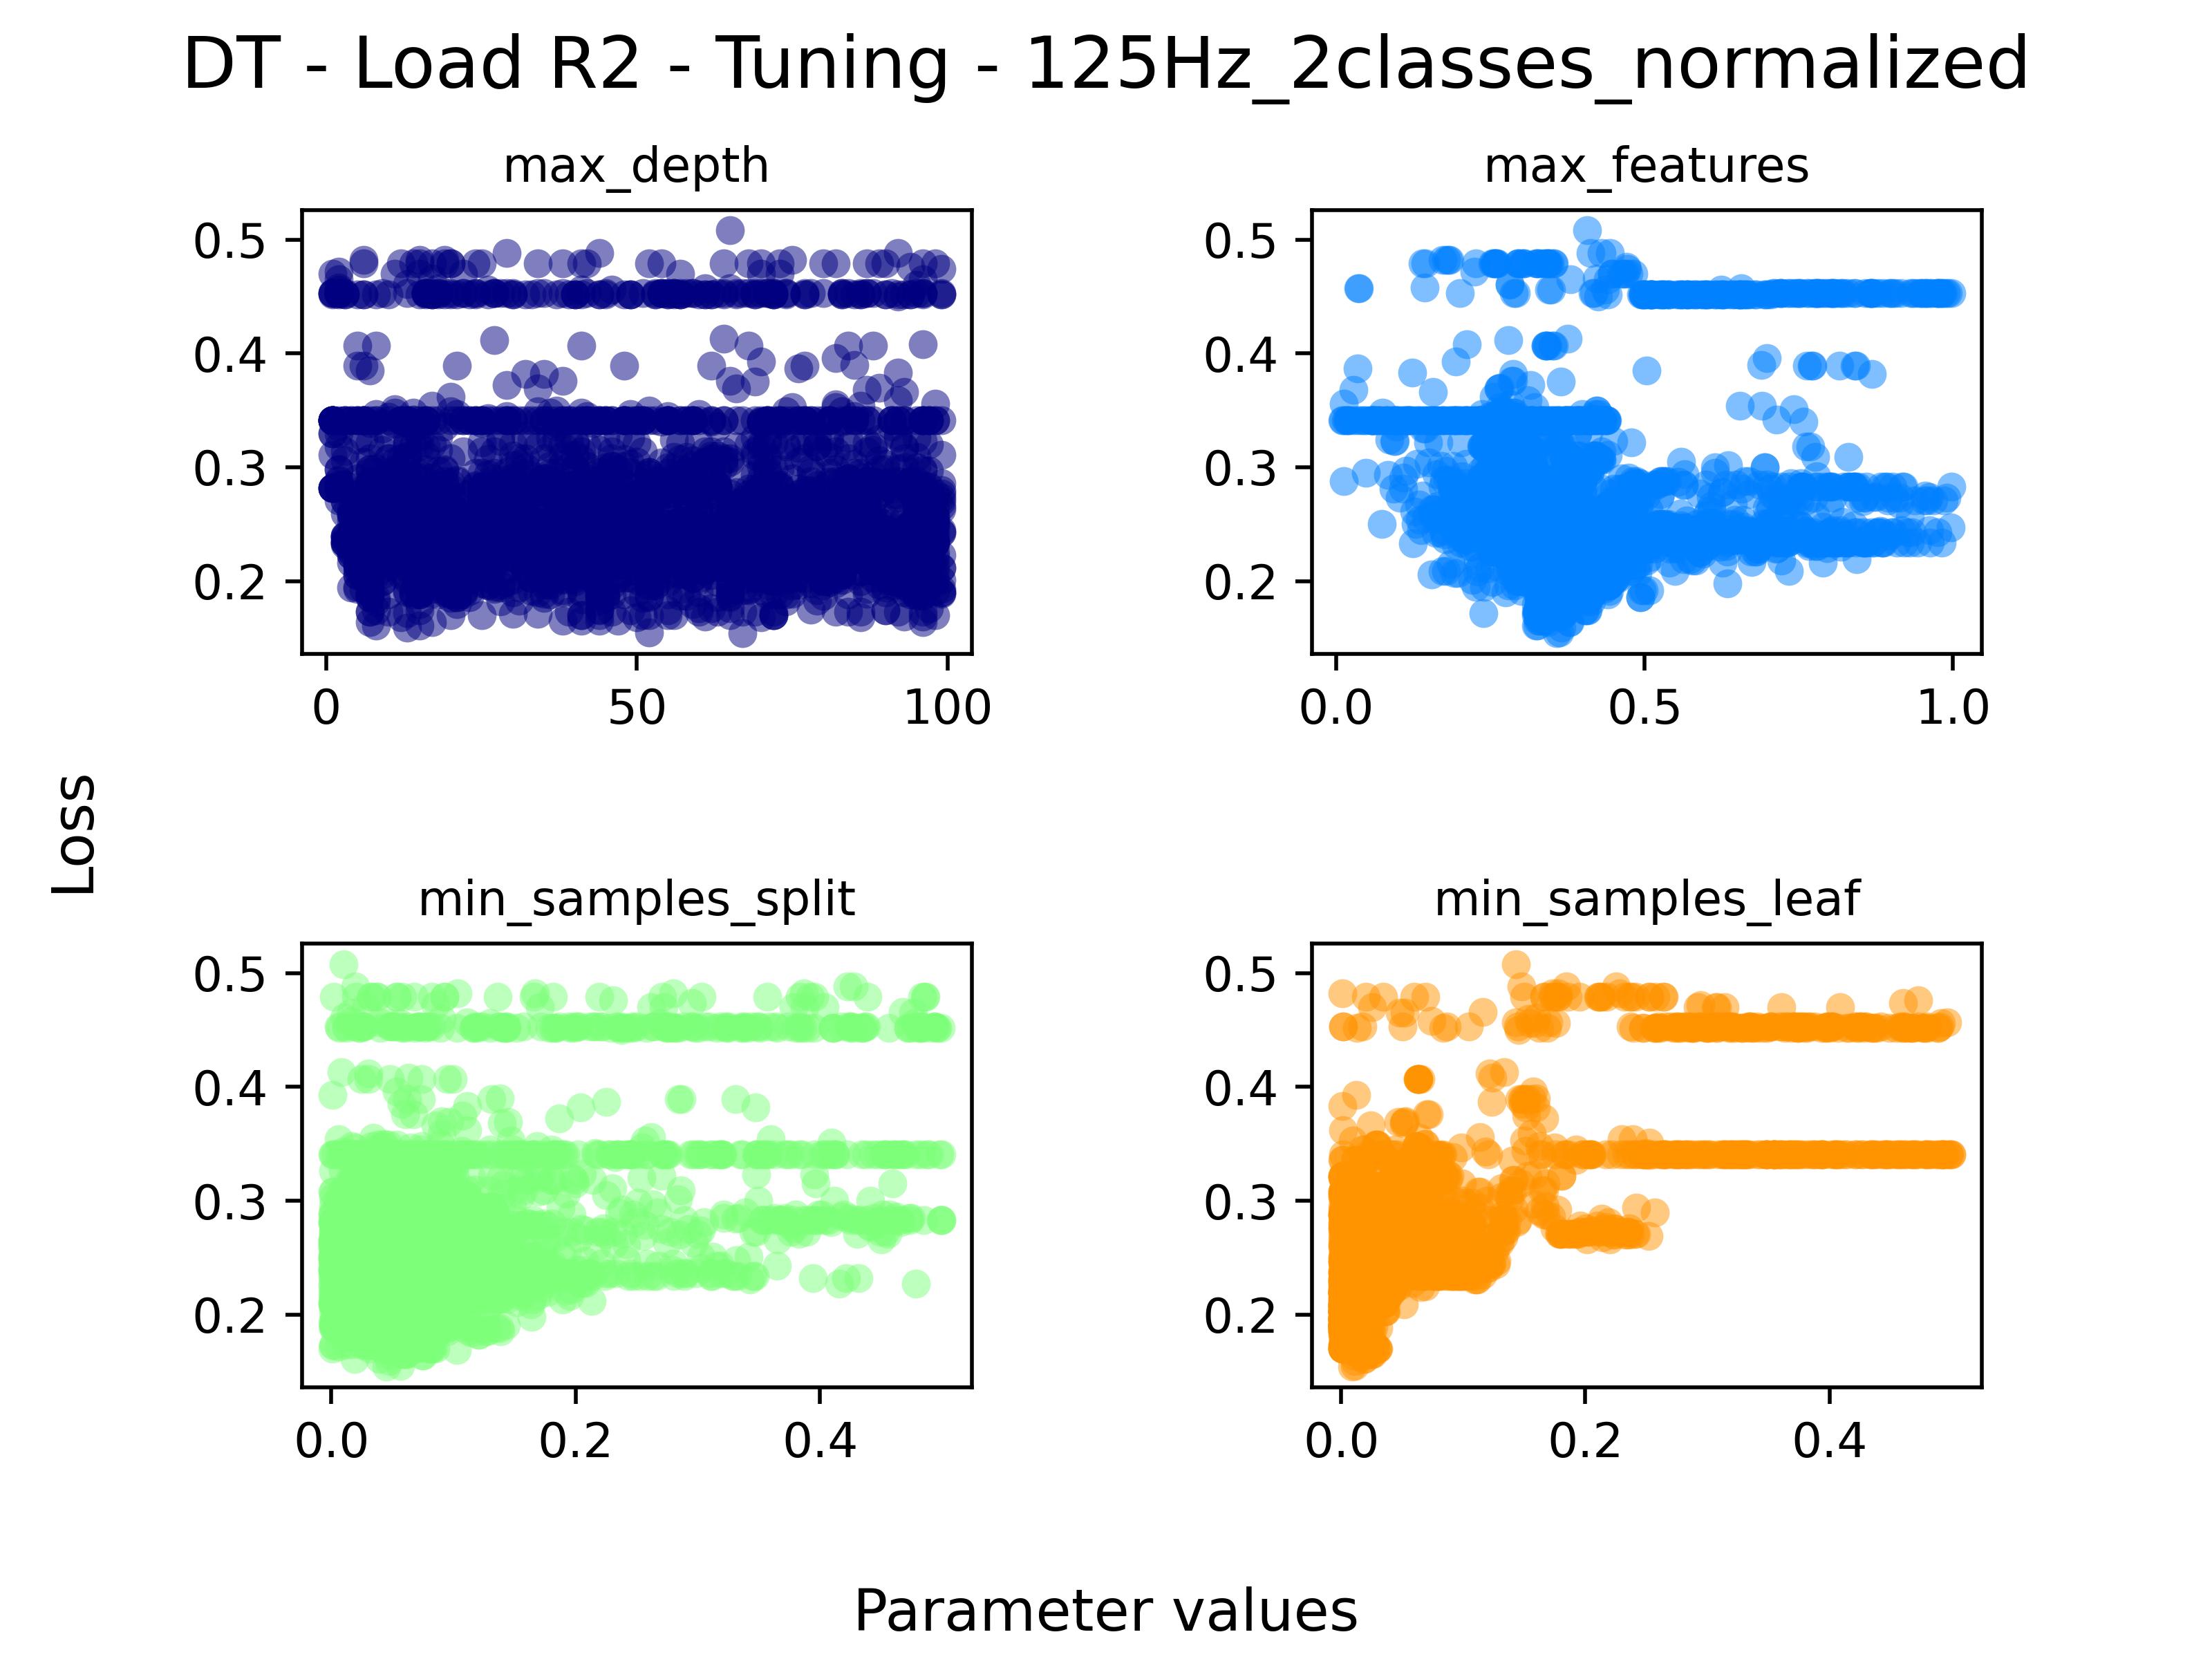 DT - Load R2 - Tuning - 125Hz_2classes_normalized
max_depth
0.5
0.4
0.3
0.2
0 50 100
max_features
0.5
0.4
0.3
0.2
0.0 0.5 1.0
Loss
min_samples_split
0.5
0.4
0.3
0.2
0.0 0.2 0.4
min_samples_leaf
0.5
0.4
0.3
0.2
0.0 0.2 0.4
Parameter values